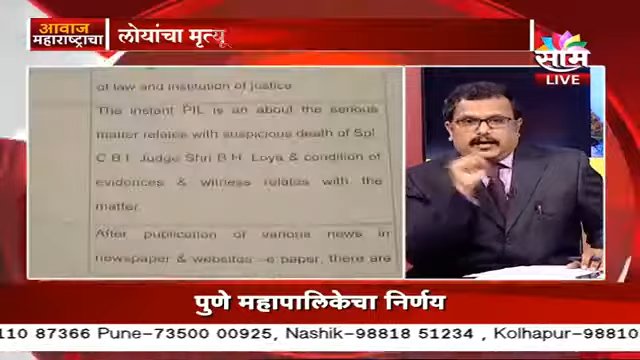 आवाज
महाराष्ट्राचा
लोयांचा मृत्यू
साम
LIVE
of law and institution of justice
The instant PIL is an about the serious
matter relates with suspicious death of Spl
C B I Judge Shri B H Loya & condition of
evidences & witness relates with the
matter
After publication of various news in
newspaper & websites –e paper, there are
पुणे महापालिकेचा निर्णय
110 87366 Pune-73500 00925, Nashik-98818 51234 , Kolhapur-98810